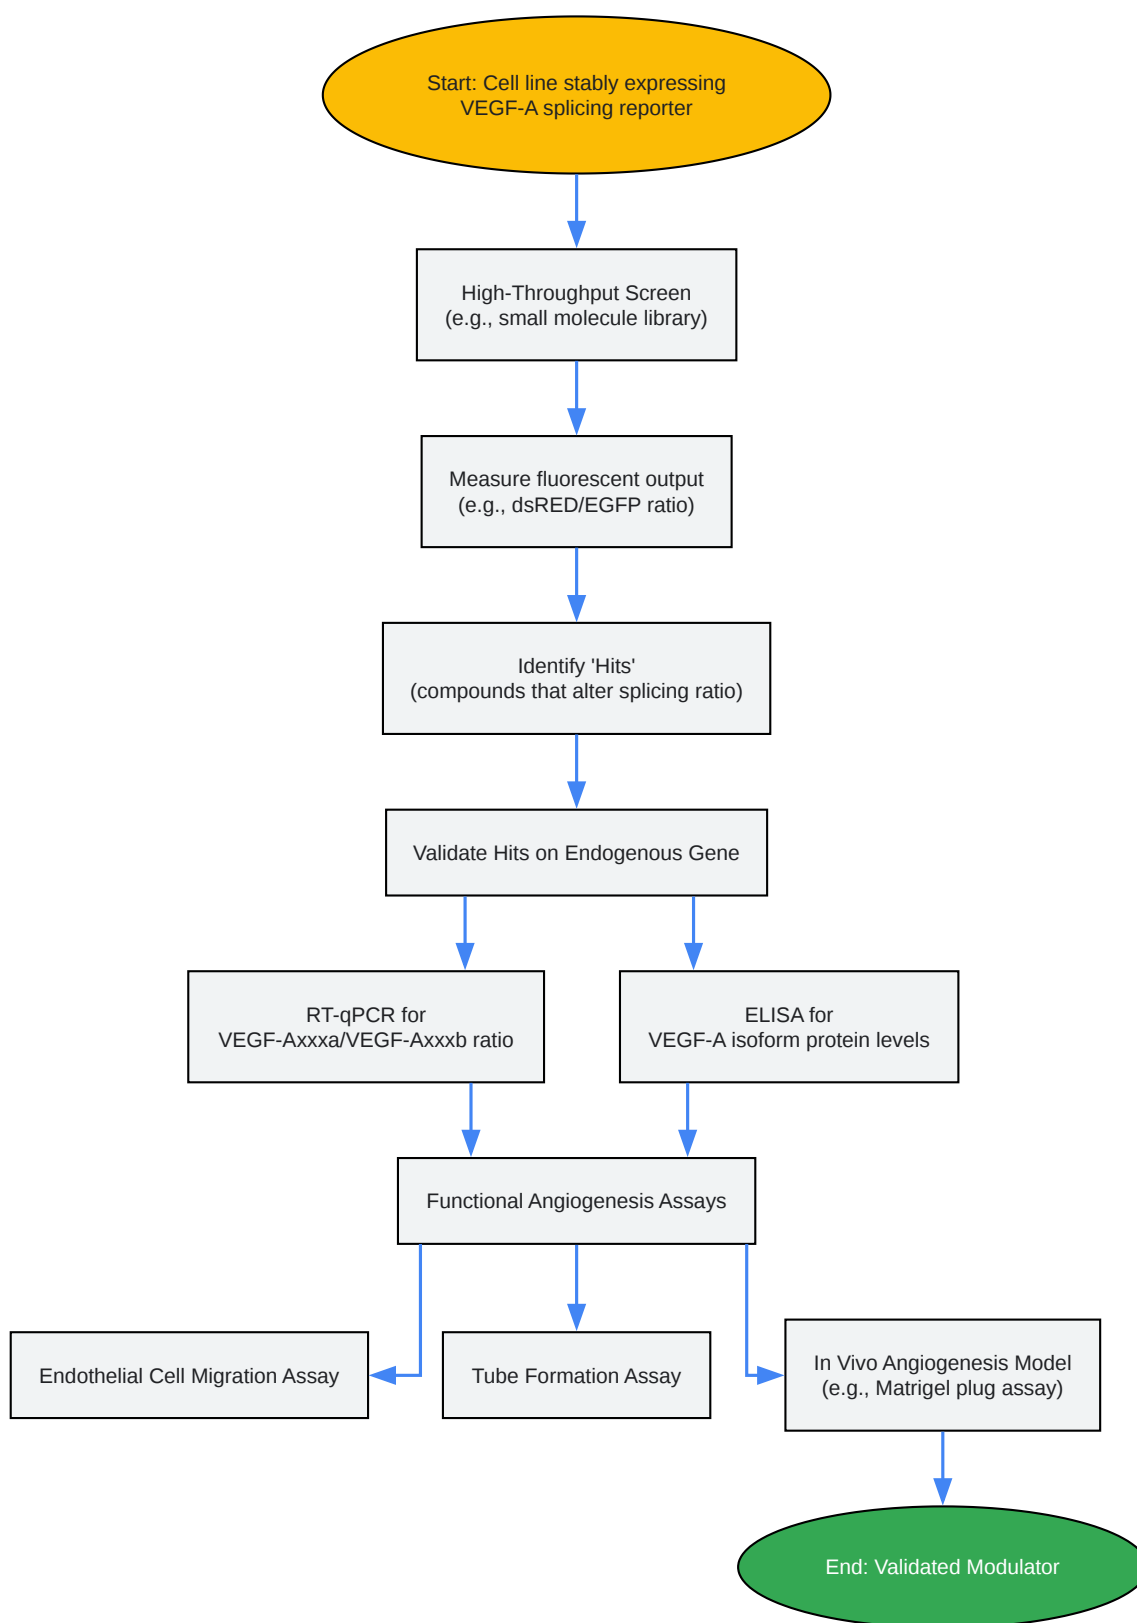 Start: Cell line stably expressing
VEGF-A splicing reporter
High-Throughput Screen
(e.g., small molecule library)
Measure fluorescent output
(e.g., dsRED/EGFP ratio)
Identify 'Hits'
(compounds that alter splicing ratio)
Validate Hits on Endogenous Gene
RT-qPCR for
VEGF-Axxxa/VEGF-Axxxb ratio
ELISA for
VEGF-A isoform protein levels
Functional Angiogenesis Assays
Endothelial Cell Migration Assay
Tube Formation Assay
In Vivo Angiogenesis Model
(e.g., Matrigel plug assay)
End: Validated Modulator